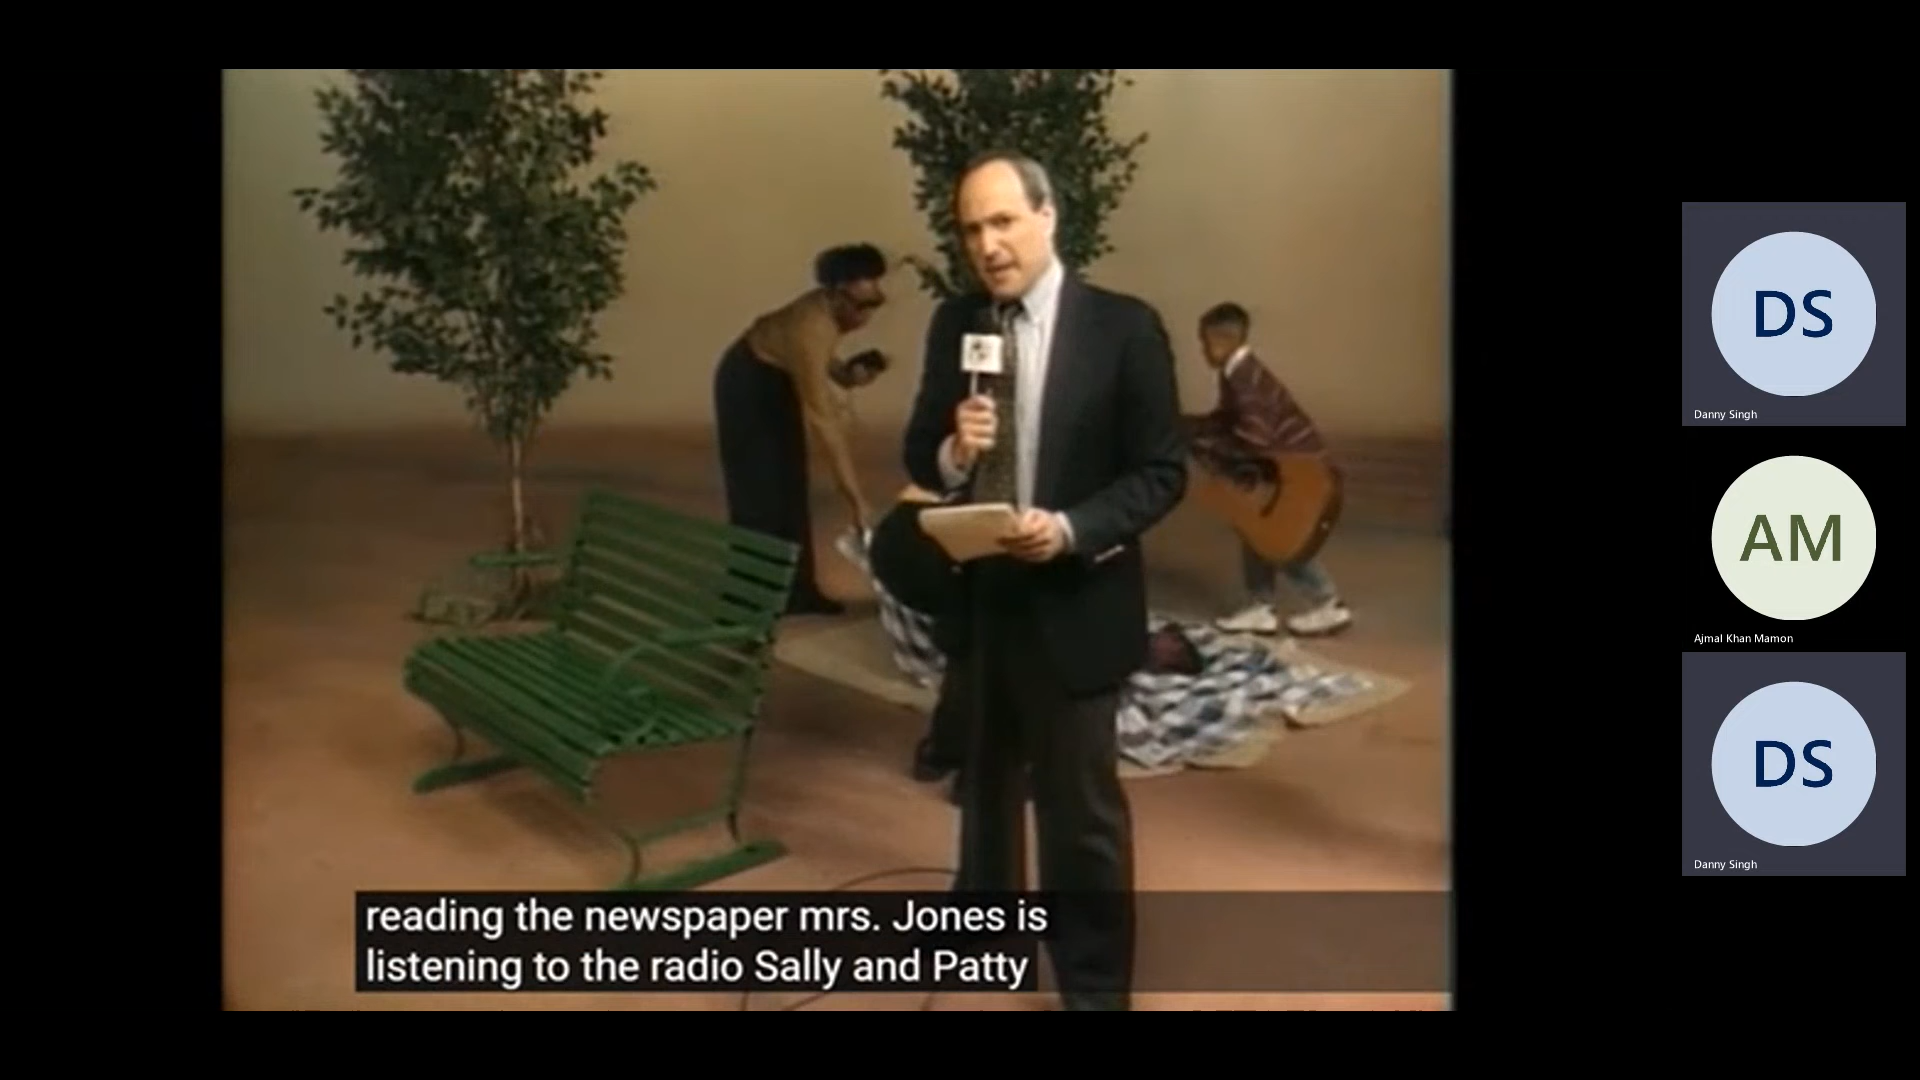 reading the newspaper mrs. Jones is
listening to the radio Sally and Patty
DS
Danny Singh
AM
Ajmal Khan Mamon
DS
Danny Singh